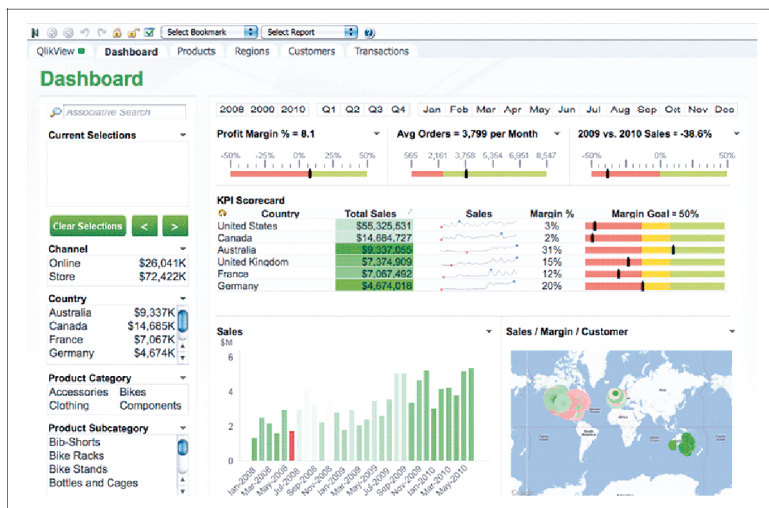 Select Bookmark Select Report
QlikView Dashboard Products Regions Customers Transactions
Dashboard
Associative Search
Current Selections
Clear Selections < >
Channel
Online $26,041K
Store $72,422K
Country
Australia $9,337K
Canada $14,685K
France $7,067K
Germany $4,674K
Product Category
Accessories Bikes
Clothing Components
Product Subcategory
Bib-Shorts
Bike Racks
Bike Stands
Bottles and Cages
2008 2009 2010 Q1 Q2 Q3 Q4 Jan Feb Mar Apr May Jun Jul Aug Sep Oct Nov Dec
Profit Margin % = 8.1 Avg Orders = 3,799 per Month 2009 vs. 2010 Sales = -38.6%
-50% -25% 0% 25% 50% 565 2,161 3,758 5,354 6,951 8,547 -50% 0% 50%
KPI Scorecard
Country Total Sales Sales Margin % Margin Goal = 50%
United States $55,325,531 3%
Canada $14,684,727 2%
Australia $9,337,055 31%
United Kingdom $7,374,909 15%
France $7,067,492 12%
Germany $4,674,018 20%
Sales
$M
6
4
2
0
Jan-2008 Mar-2008 May-2008 Jul-2008 Sep-2008 Nov-2008 Jan-2009 Mar-2009 May-2009 Jul-2009 Sep-2009 Nov-2009 Jan-2010 Mar-2010 May-2010
Sales / Margin / Customer